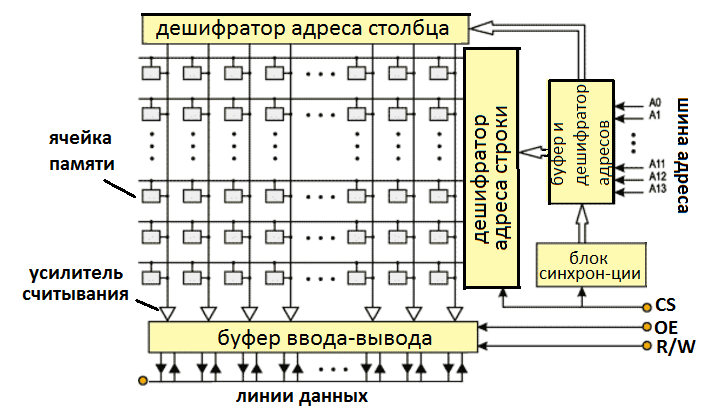 дешифратор адреса столбца
ячейка
памяти
дешифратор
адреса строки
буфер и
дешифратор
адресов
A0
A1
A11
A12
A13
шина адреса
блок
синхрон-ции
усилитель
считывания
CS
OE
R/W
буфер ввода-вывода
линии данных